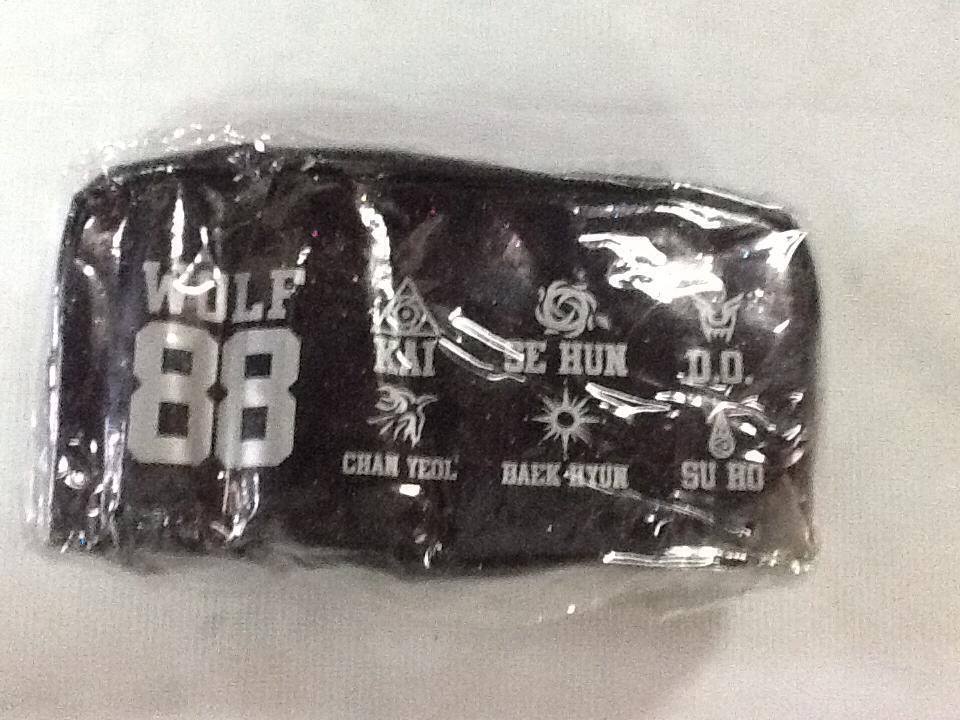 WOLF
88
KAI SE HUN D.O.
CHAN YEOL BAEK HYUN SU HO